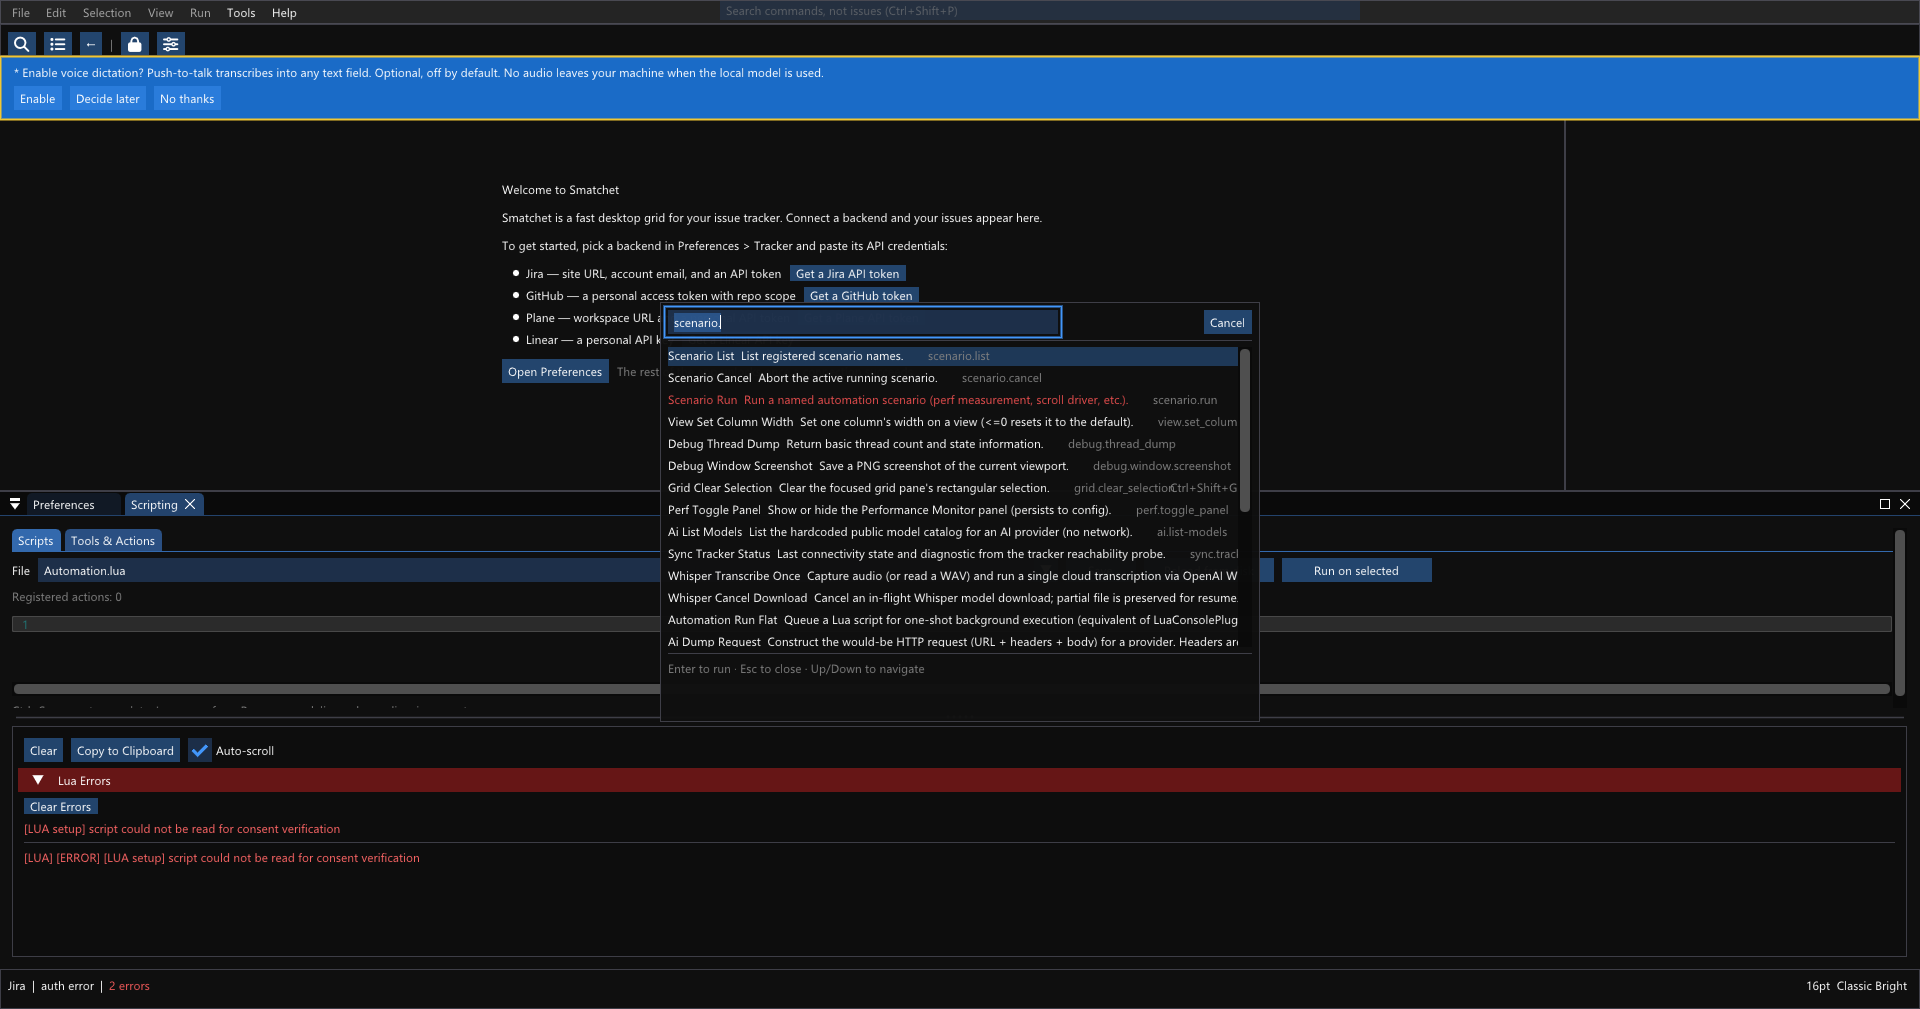 File Edit Selection View Run Tools Help
Search commands, not issues (Ctrl+Shift+P)
←
* Enable voice dictation? Push-to-talk transcribes into any text field. Optional, off by default. No audio leaves your machine when the local model is used.
Enable Decide later No thanks
Welcome to Smatchet
Smatchet is a fast desktop grid for your issue tracker. Connect a backend and your issues appear here.
To get started, pick a backend in Preferences > Tracker and paste its API credentials:
Jira — site URL, account email, and an API token Get a Jira API token
GitHub — a personal access token with repo scope Get a GitHub token
Plane — workspace URL a
Linear — a personal API k
Open Preferences The rest
scenario.
Cancel
Scenario List List registered scenario names. scenario.list
Scenario Cancel Abort the active running scenario. scenario.cancel
Scenario Run Run a named automation scenario (perf measurement, scroll driver, etc.). scenario.run
View Set Column Width Set one column's width on a view (<=0 resets it to the default). view.set_colum
Debug Thread Dump Return basic thread count and state information. debug.thread_dump
Debug Window Screenshot Save a PNG screenshot of the current viewport. debug.window.screenshot
Grid Clear Selection Clear the focused grid pane's rectangular selection. grid.clear_selection Ctrl+Shift+G
Perf Toggle Panel Show or hide the Performance Monitor panel (persists to config). perf.toggle_panel
Ai List Models List the hardcoded public model catalog for an AI provider (no network). ai.list-models
Sync Tracker Status Last connectivity state and diagnostic from the tracker reachability probe. sync.tracl
Whisper Transcribe Once Capture audio (or read a WAV) and run a single cloud transcription via OpenAI W
Whisper Cancel Download Cancel an in-flight Whisper model download; partial file is preserved for resume.
Automation Run Flat Queue a Lua script for one-shot background execution (equivalent of LuaConsolePlug
Ai Dump Request Construct the would-be HTTP request (URL + headers + body) for a provider. Headers are
Enter to run · Esc to close · Up/Down to navigate
Preferences Scripting
Scripts Tools & Actions
File Automation.lua
Run on selected
Registered actions: 0
1
Clear Copy to Clipboard Auto-scroll
Lua Errors
Clear Errors
[LUA setup] script could not be read for consent verification
[LUA] [ERROR] [LUA setup] script could not be read for consent verification
Jira | auth error | 2 errors
16pt Classic Bright